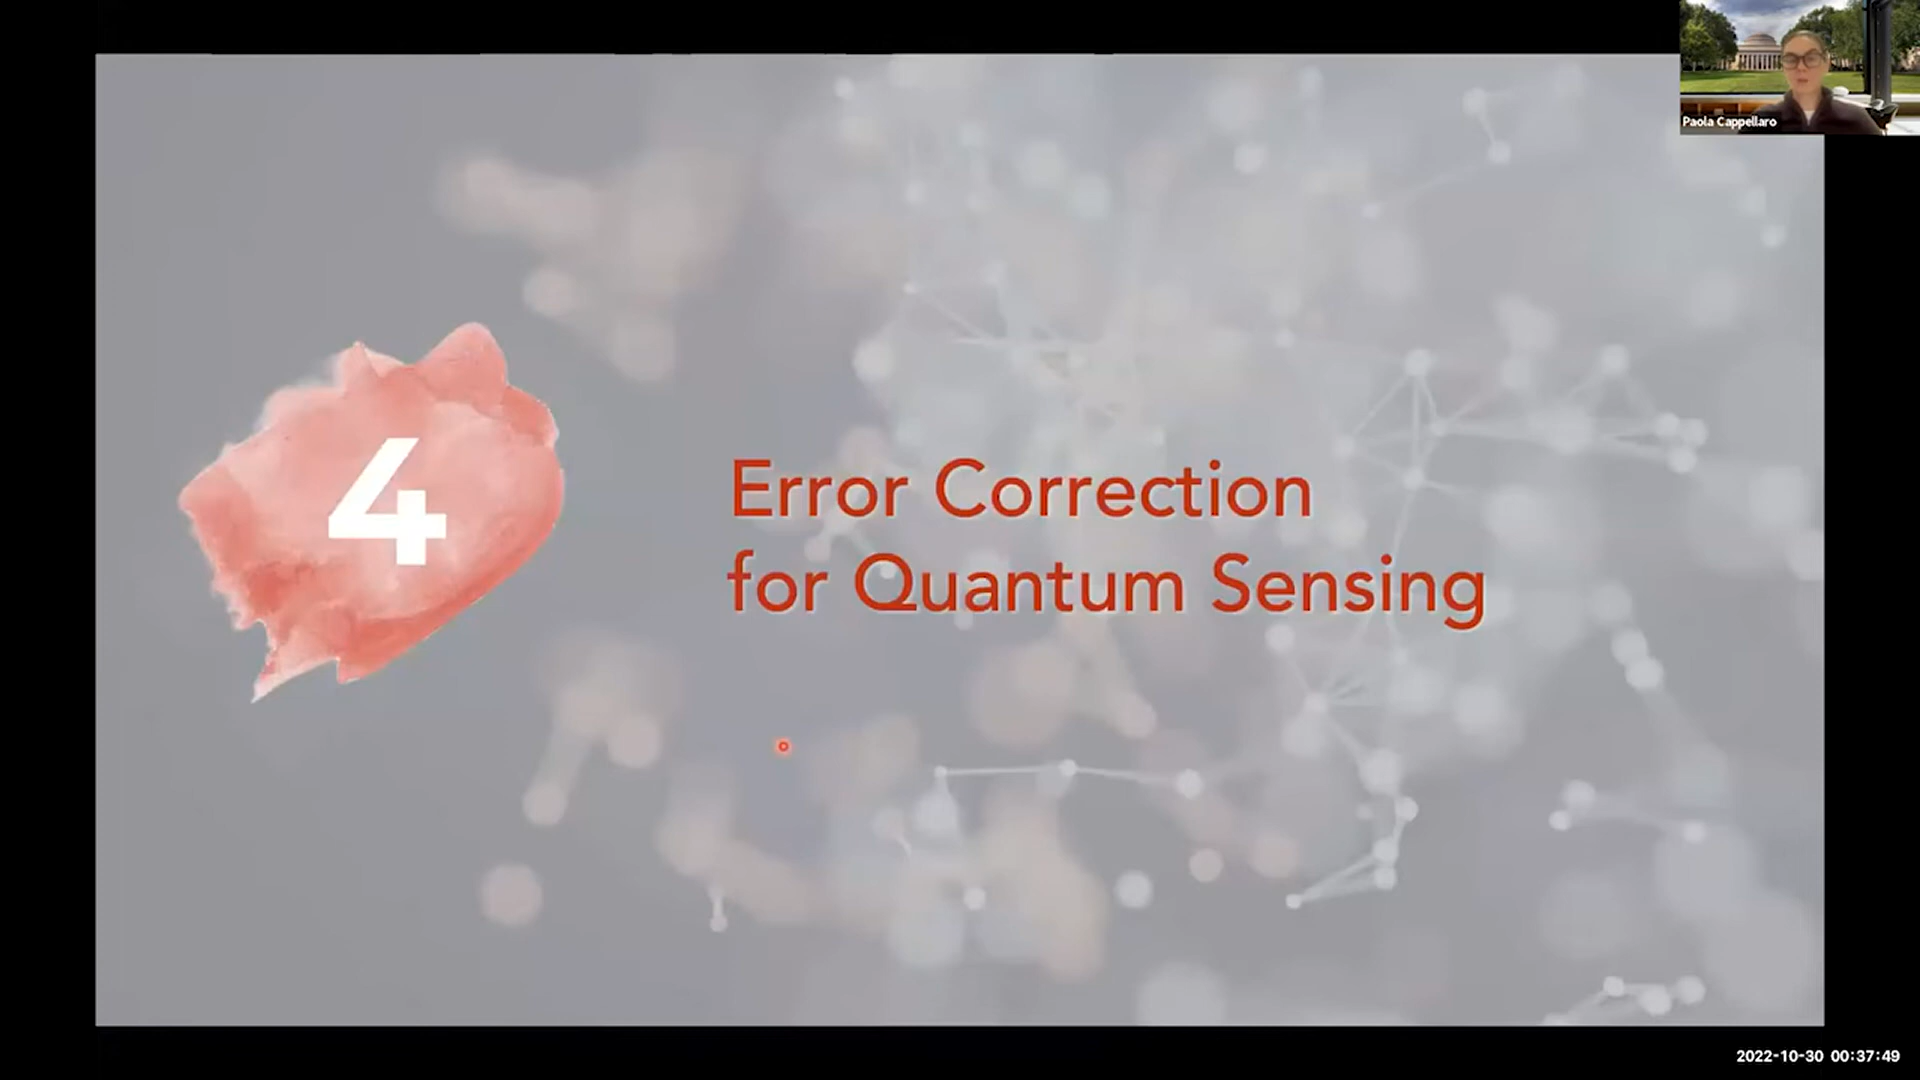 Paola Cappellaro
4
Error Correction
for Quantum Sensing
2022-10-30 00:37:49